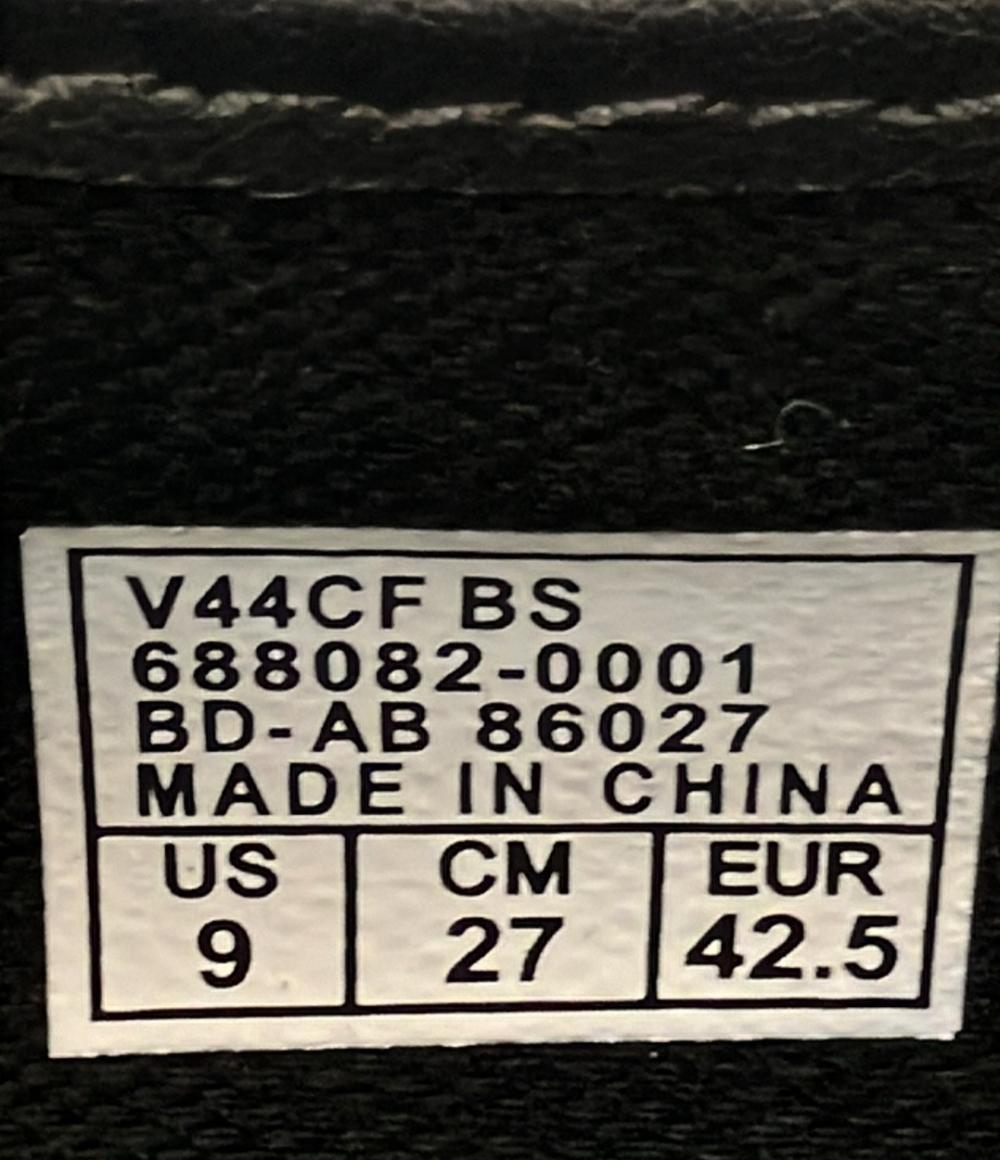 V44CF BS
688082-0001
BD-AB 86027
MADE IN CHINA
US CM EUR
9 27 42.5